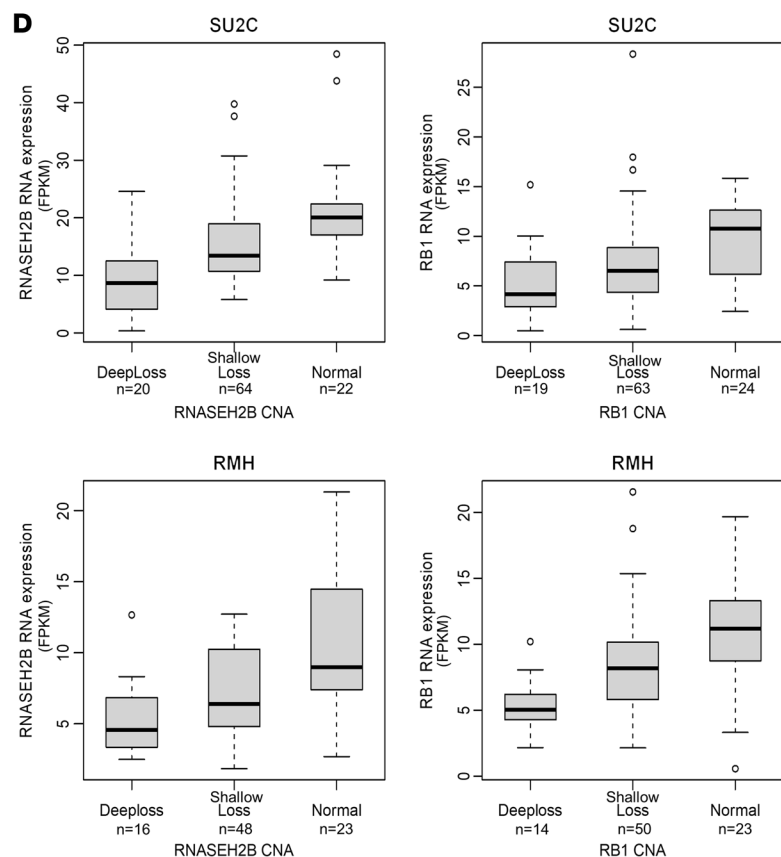 D
SU2C
RNASEH2B RNA expression
(FPKM)
50
40
30
20
10
0
DeepLoss
n=20
Shallow
Loss
n=64
Normal
n=22
RNASEH2B CNA
SU2C
RB1 RNA expression
(FPKM)
25
20
15
10
5
0
DeepLoss
n=19
Shallow
Loss
n=63
Normal
n=24
RB1 CNA
RMH
RNASEH2B RNA expression
(FPKM)
20
15
10
5
Deeploss
n=16
Shallow
Loss
n=48
Normal
n=23
RNASEH2B CNA
RMH
RB1 RNA expression
(FPKM)
20
15
10
5
0
Deeploss
n=14
Shallow
Loss
n=50
Normal
n=23
RB1 CNA